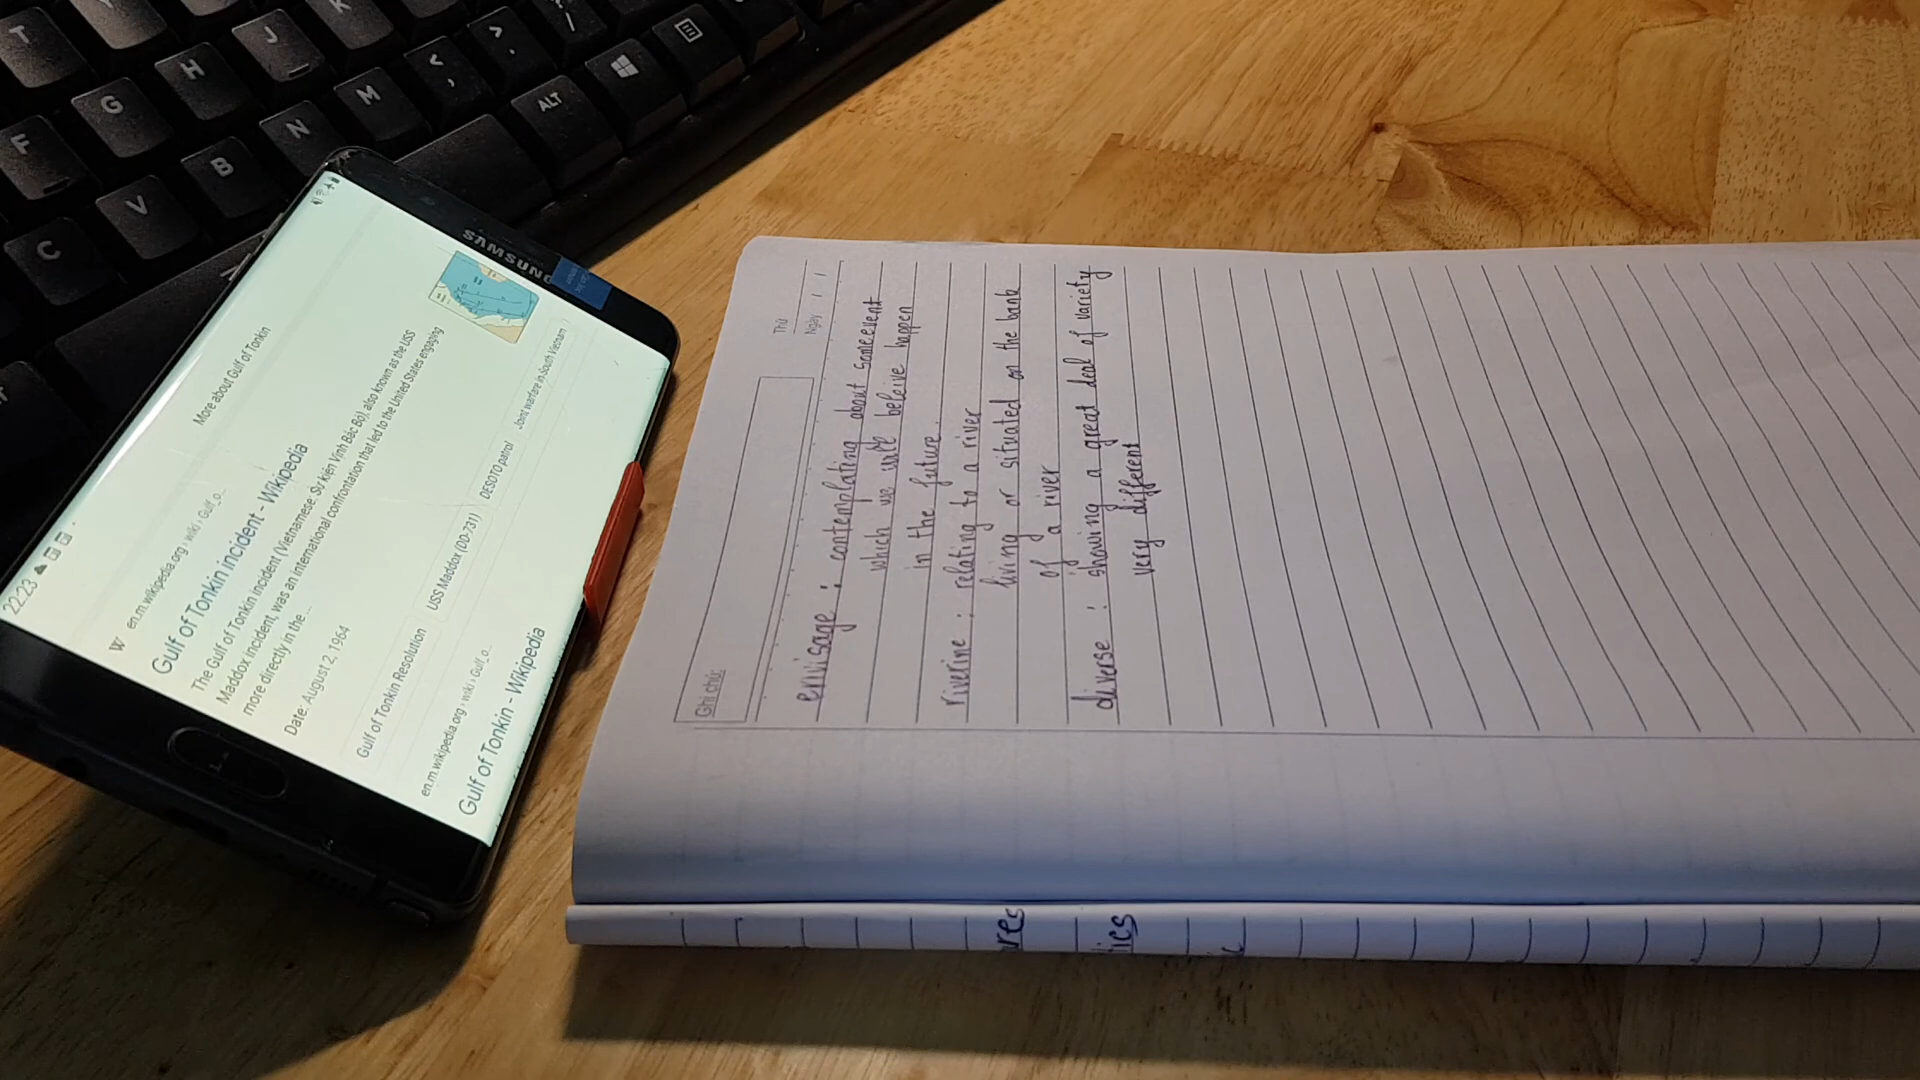 T
J
K
F
G
H
M
<
,
>
.
?
/
C
V
B
N
ALT
SAMSUNG
22:23
More about Gulf of Tonkin
W en.m.wikipedia.org › wiki › Gulf_o...
Gulf of Tonkin incident - Wikipedia
The Gulf of Tonkin incident (Vietnamese: Sự kiện Vịnh Bắc Bộ), also known as the USS
Maddox incident, was an international confrontation that led to the United States engaging
more directly in the ...
Date: August 2, 1964
Gulf of Tonkin Resolution
USS Maddox (DD-731)
DESOTO patrol
Joint warfare in South Vietnam
en.m.wikipedia.org › wiki › Gulf_o...
Gulf of Tonkin - Wikipedia
Thứ
Ngày / /
Ghi chú:
envisage : contemplating about some event
which we will beleive happen
in the future.
riverine : relating to a river
living or situated on the bank
of a river
diverse : showing a great deal of variety
very different
res
tics